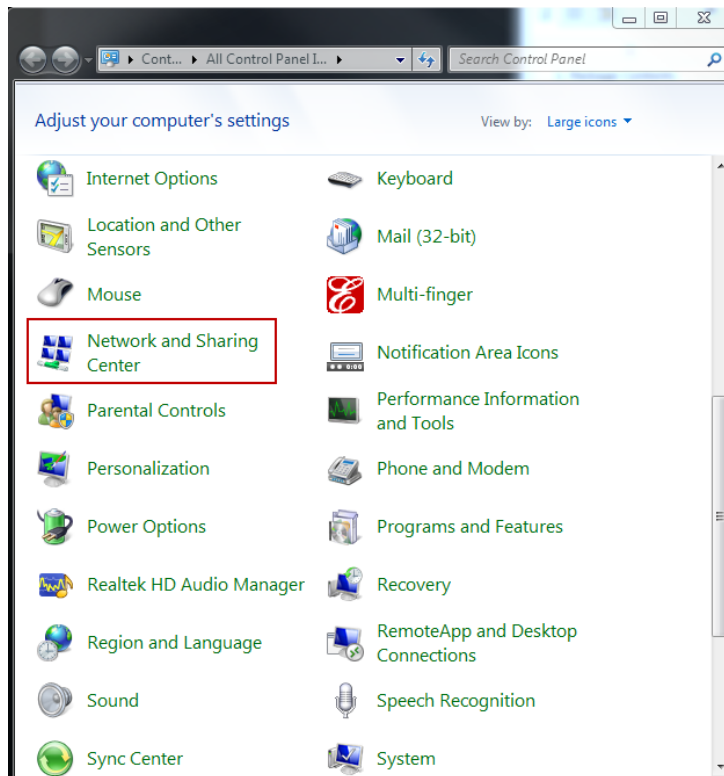 Cont... All Control Panel I... Search Control Panel
Adjust your computer's settings View by: Large icons
Internet Options Keyboard
Location and Other
Sensors
Mail (32-bit)
Mouse Multi-finger
Network and Sharing
Center
Notification Area Icons
Parental Controls
Performance Information
and Tools
Personalization Phone and Modem
Power Options Programs and Features
Realtek HD Audio Manager Recovery
Region and Language
RemoteApp and Desktop
Connections
Sound Speech Recognition
Sync Center System